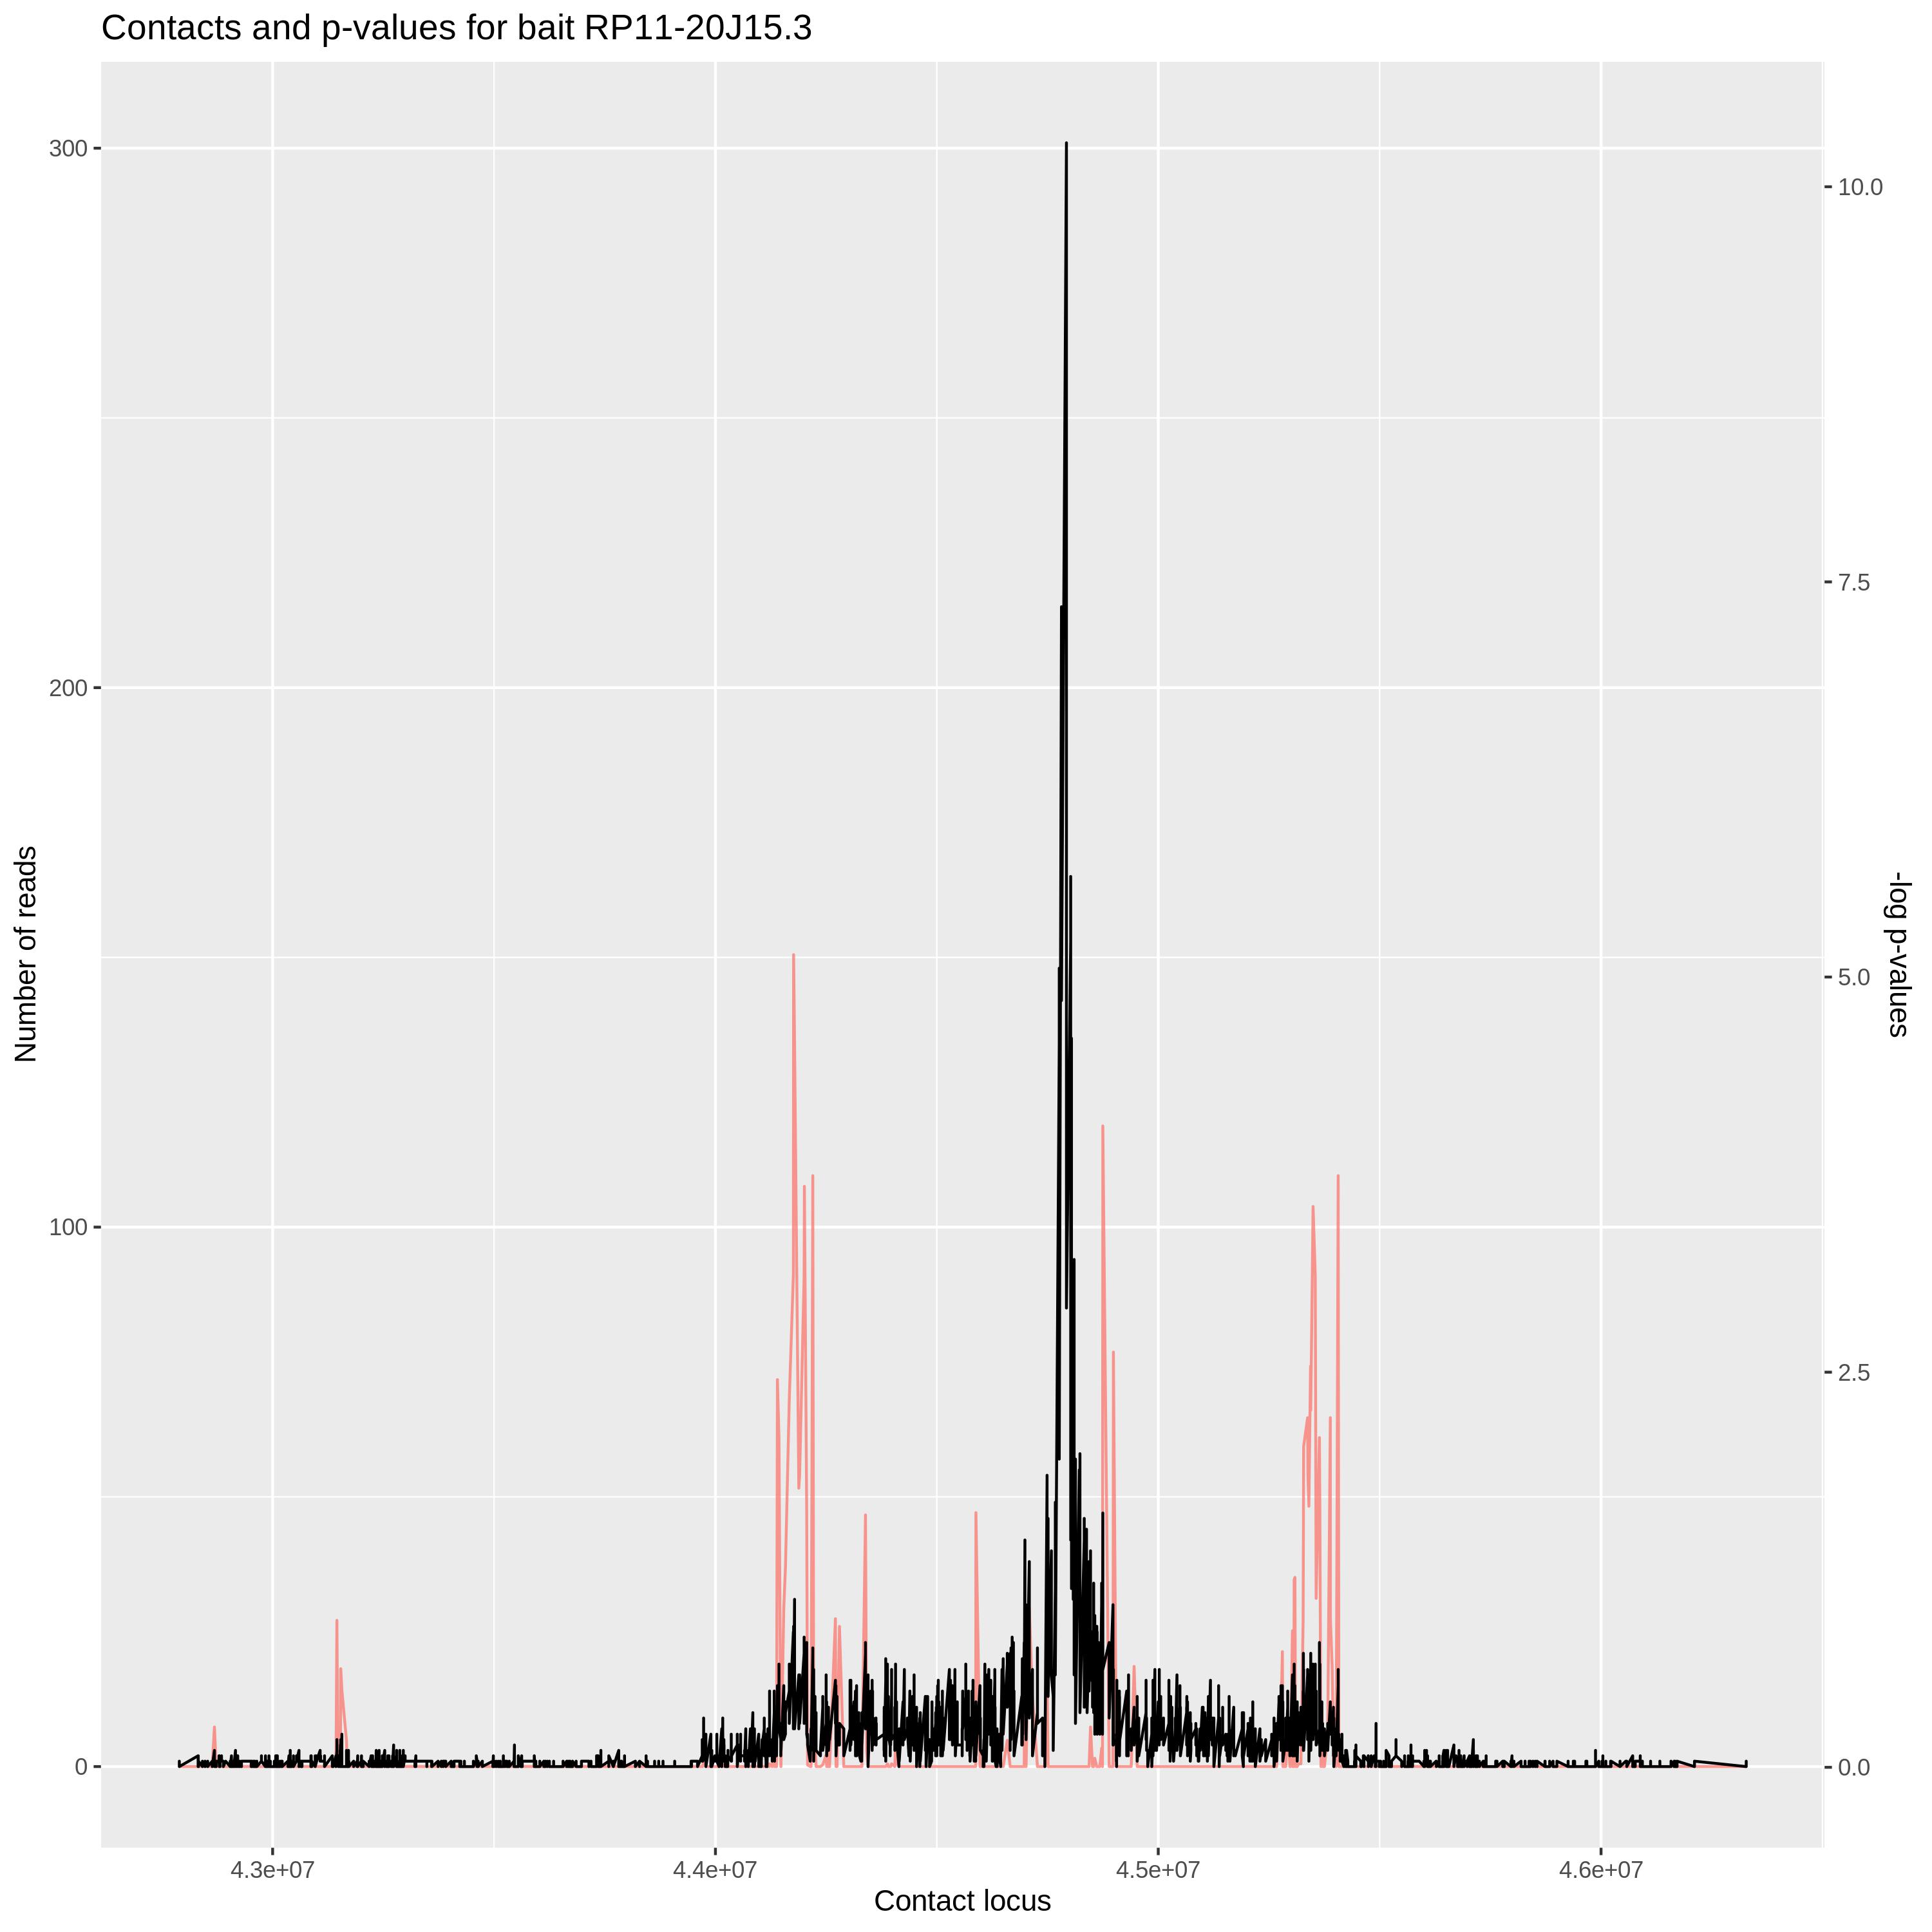 Contacts and p-values for bait RP11-20J15.3
300
200
100
0
10.0
7.5
5.0
2.5
0.0
Number of reads
-log p-values
4.3e+07 4.4e+07 4.5e+07 4.6e+07
Contact locus